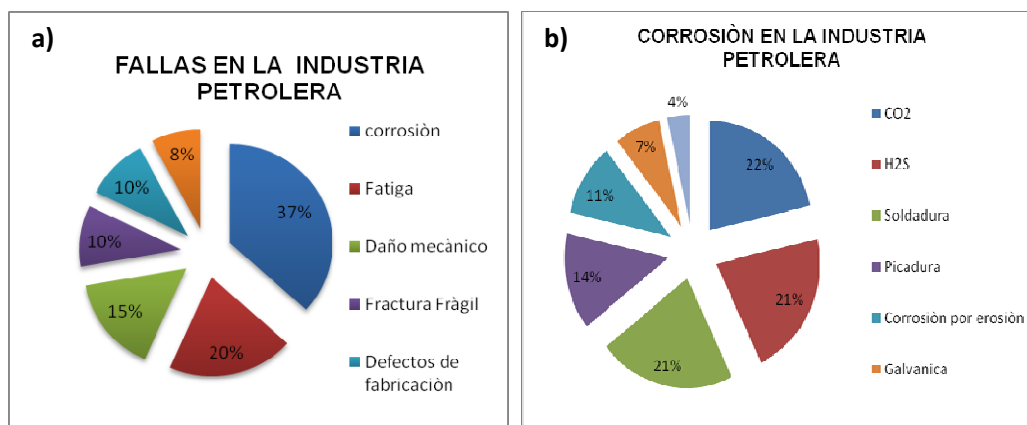 a)
FALLAS EN LA INDUSTRIA
PETROLERA
8%
10%
10%
15%
20%
37%
corrosiòn
Fatiga
Daño mecànico
Fractura Fràgil
Defectos de
fabricaciòn
b)
CORROSIÒN EN LA INDUSTRIA
PETROLERA
4%
7%
11%
14%
21%
21%
22%
CO2
H2S
Soldadura
Picadura
Corrosiòn por erosiòn
Galvanica